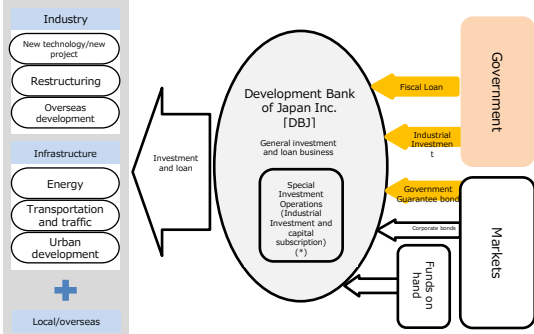 Industry
New technology/new
project
Restructuring
Overseas
development
Infrastructure
Energy
Transportation
and traffic
Urban
development
Local/overseas
Investment
and loan
Development Bank
of Japan Inc.
[DBJ]
General investment
and loan business
Special
Investment
Operations
(Industrial
Investment and
capital
subscription)
(*)
Fiscal Loan
Industrial
Investmen
t
Government
Guarantee bond
Corporate bonds
Funds on
hand
Government
Markets